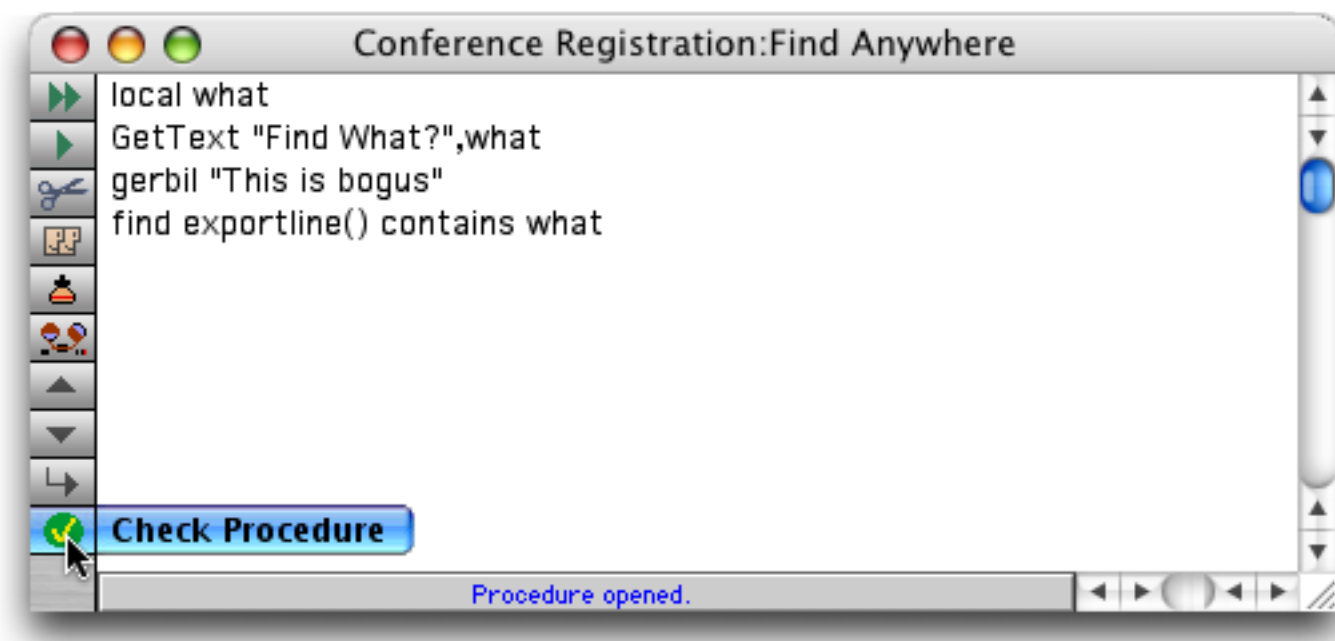 Conference Registration:Find Anywhere
local what
GetText "Find What?",what
gerbil "This is bogus"
find exportline() contains what
Check Procedure
Procedure opened.